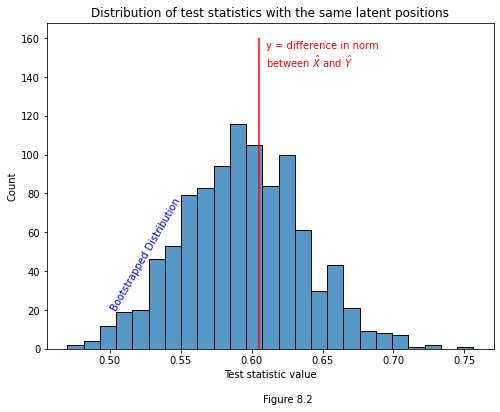 Distribution of test statistics with the same latent positions
160
140
120
100
80
60
40
20
0
Count
y = difference in norm
between X̂ and Ŷ
Bootstrapped Distribution
0.50 0.55 0.60 0.65 0.70 0.75
Test statistic value
Figure 8.2